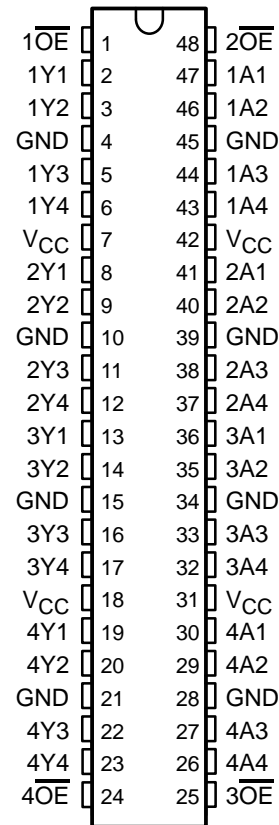 1O̅E̅ 1 48 2O̅E̅
1Y1 2 47 1A1
1Y2 3 46 1A2
GND 4 45 GND
1Y3 5 44 1A3
1Y4 6 43 1A4
VCC 7 42 VCC
2Y1 8 41 2A1
2Y2 9 40 2A2
GND 10 39 GND
2Y3 11 38 2A3
2Y4 12 37 2A4
3Y1 13 36 3A1
3Y2 14 35 3A2
GND 15 34 GND
3Y3 16 33 3A3
3Y4 17 32 3A4
VCC 18 31 VCC
4Y1 19 30 4A1
4Y2 20 29 4A2
GND 21 28 GND
4Y3 22 27 4A3
4Y4 23 26 4A4
4O̅E̅ 24 25 3O̅E̅